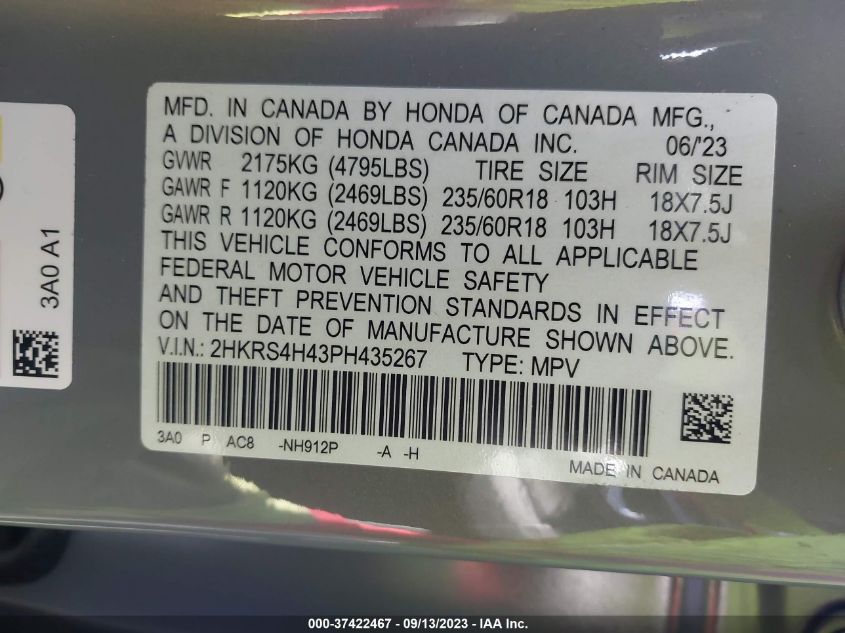 MFD. IN CANADA BY HONDA OF CANADA MFG.,
A DIVISION OF HONDA CANADA INC. 06/'23
GVWR 2175KG (4795LBS) TIRE SIZE RIM SIZE
GAWR F 1120KG (2469LBS) 235/60R18 103H 18X7.5J
GAWR R 1120KG (2469LBS) 235/60R18 103H 18X7.5J
THIS VEHICLE CONFORMS TO ALL APPLICABLE
FEDERAL MOTOR VEHICLE SAFETY
AND THEFT PREVENTION STANDARDS IN EFFECT
ON THE DATE OF MANUFACTURE SHOWN ABOVE.
V.I.N.: 2HKRS4H43PH435267 TYPE: MPV
3A0 P AC8 -NH912P -A -H
MADE IN CANADA
3A0 A1
000-37422467 - 09/13/2023 - IAA Inc.